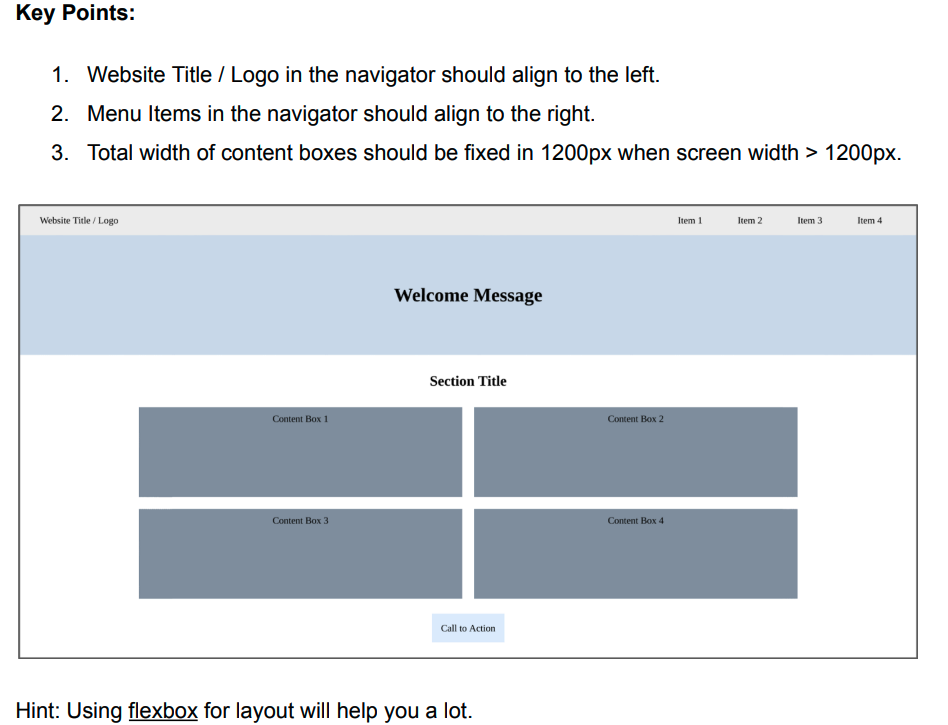 Key Points:
1. Website Title / Logo in the navigator should align to the left.
2. Menu Items in the navigator should align to the right.
3. Total width of content boxes should be fixed in 1200px when screen width > 1200px.
Website Title / Logo Item 1 Item 2 Item 3 Item 4
Welcome Message
Section Title
Content Box 1 Content Box 2
Content Box 3 Content Box 4
Call to Action
Hint: Using flexbox for layout will help you a lot.